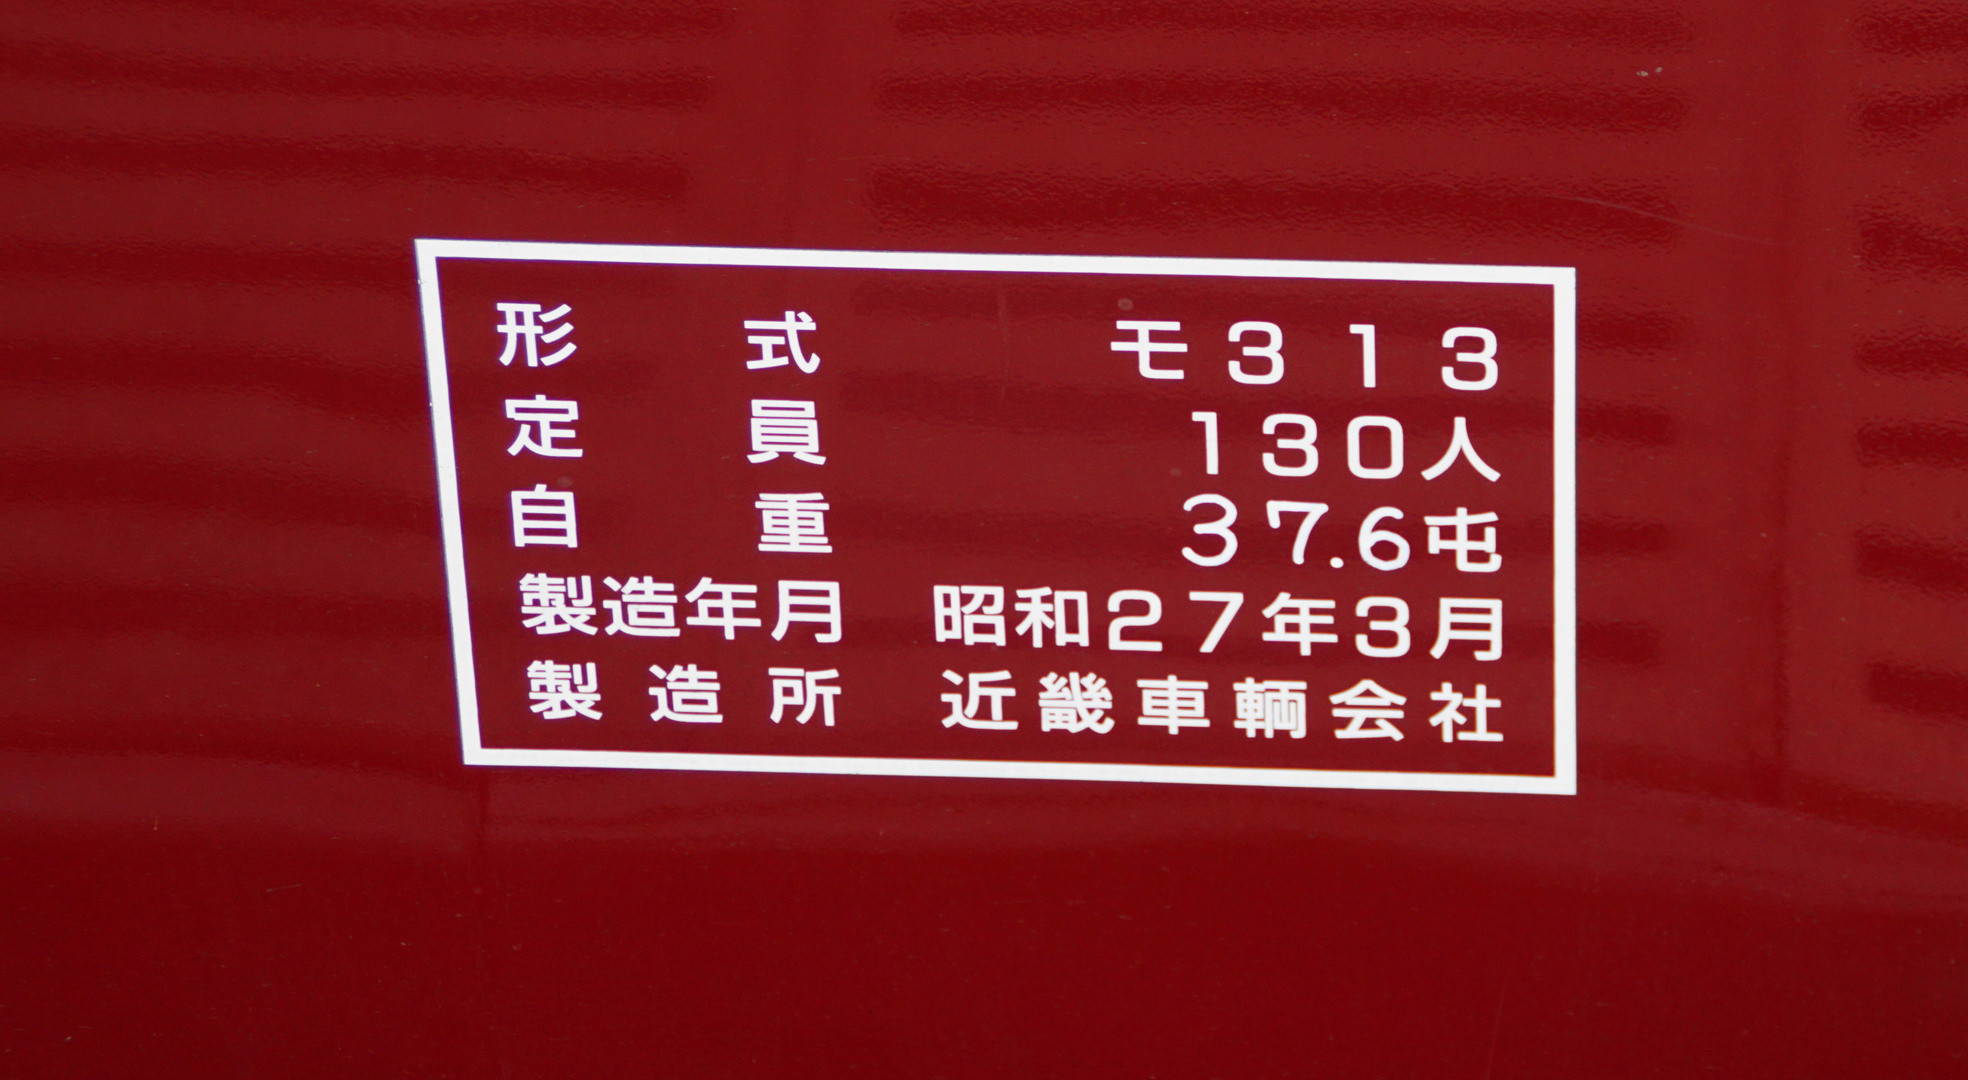 形式 モ313
定員 130人
自重 37.6屯
製造年月 昭和27年3月
製造所 近畿車輌会社